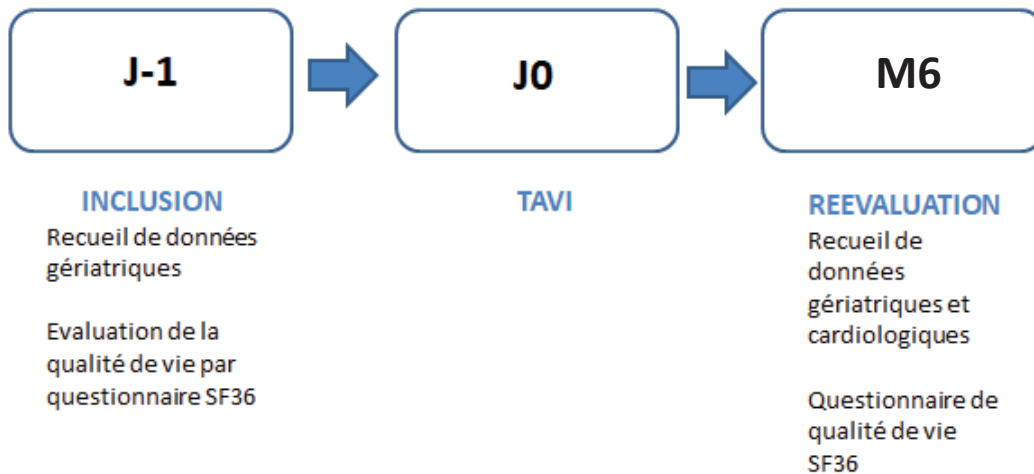 J-1
J0
M6
INCLUSION
Recueil de données
gériatriques
Evaluation de la
qualité de vie par
questionnaire SF36
TAVI
REEVALUATION
Recueil de
données
gériatriques et
cardiologiques
Questionnaire de
qualité de vie
SF36